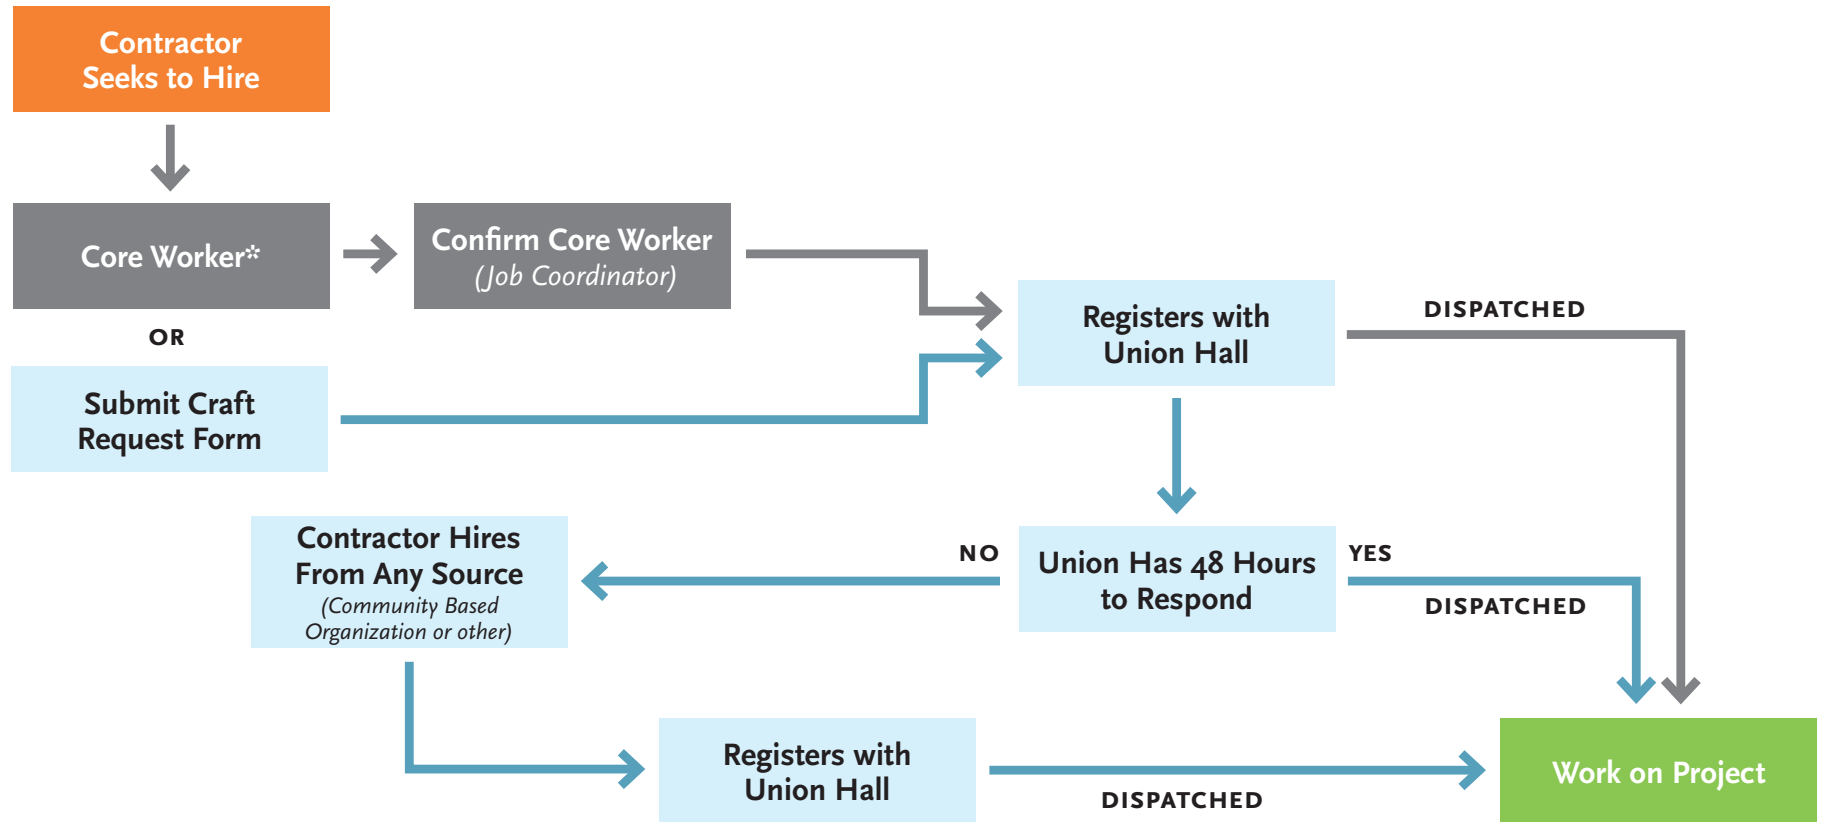 Contractor
Seeks to Hire
Core Worker*
Confirm Core Worker
(Job Coordinator)
OR
Submit Craft
Request Form
Registers with
Union Hall
DISPATCHED
Contractor Hires
From Any Source
(Community Based
Organization or other)
NO
Union Has 48 Hours
to Respond
YES
DISPATCHED
Registers with
Union Hall
DISPATCHED
Work on Project